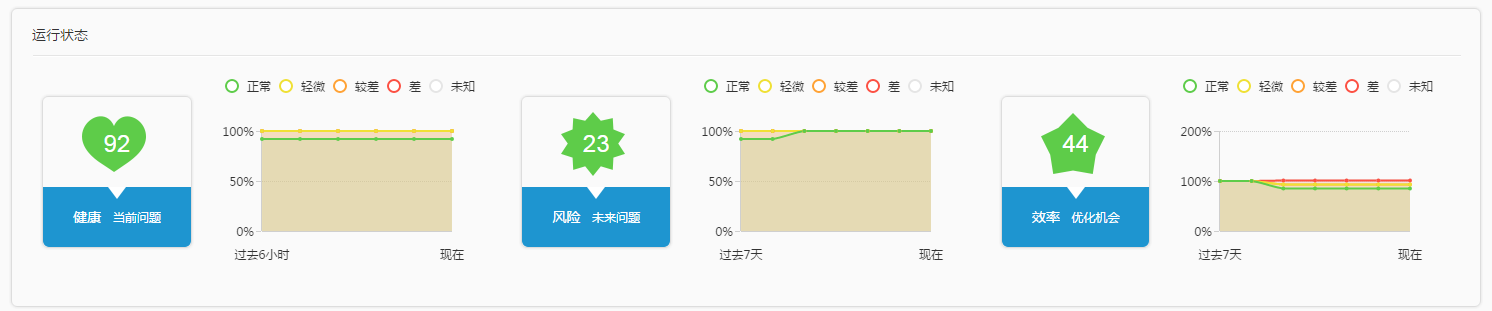 运行状态
正常 轻微 较差 差 未知
92
健康 当前问题
100%
50%
0%
过去6小时 现在
正常 轻微 较差 差 未知
23
风险 未来问题
100%
50%
0%
过去7天 现在
正常 轻微 较差 差 未知
44
效率 优化机会
200%
100%
0%
过去7天 现在